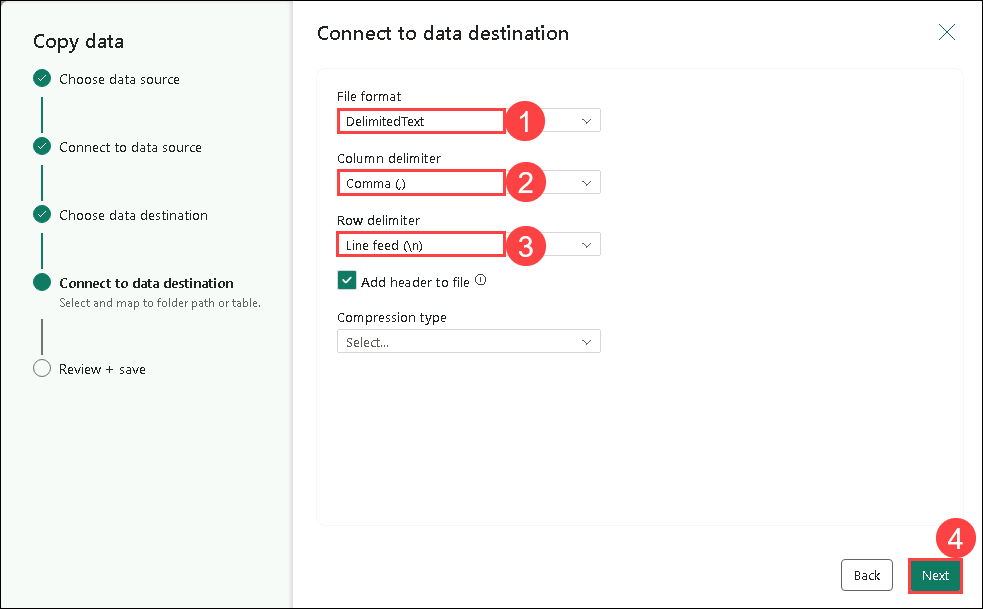 Copy data
Choose data source
Connect to data source
Choose data destination
Connect to data destination
Select and map to folder path or table.
Review + save
Connect to data destination
File format
DelimitedText
1
Column delimiter
Comma (,)
2
Row delimiter
Line feed (\n)
3
Add header to file
Compression type
Select...
4
Back
Next